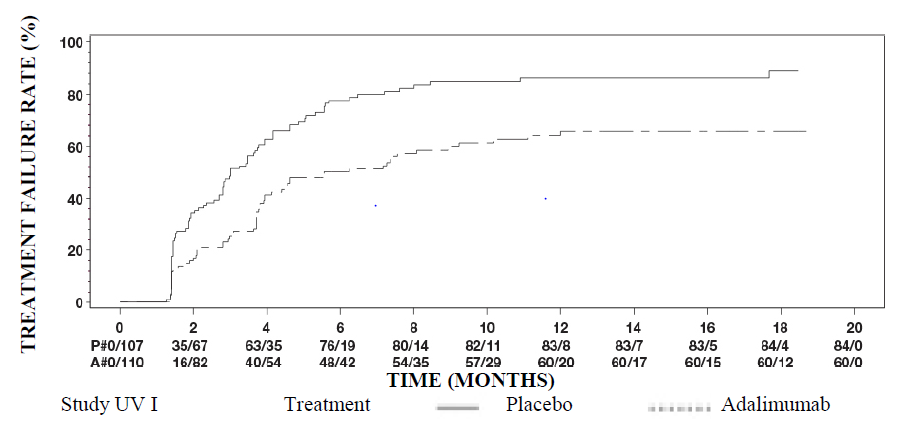 TREATMENT FAILURE RATE (%)
100
80
60
40
20
0
0 2 4 6 8 10 12 14 16 18 20
P#0/107 35/67 63/35 76/19 80/14 82/11 83/8 83/7 83/5 84/4 84/0
A#0/110 16/82 40/54 48/42 54/35 57/29 60/20 60/17 60/15 60/12 60/0
TIME (MONTHS)
Study UV I Treatment Placebo Adalimumab